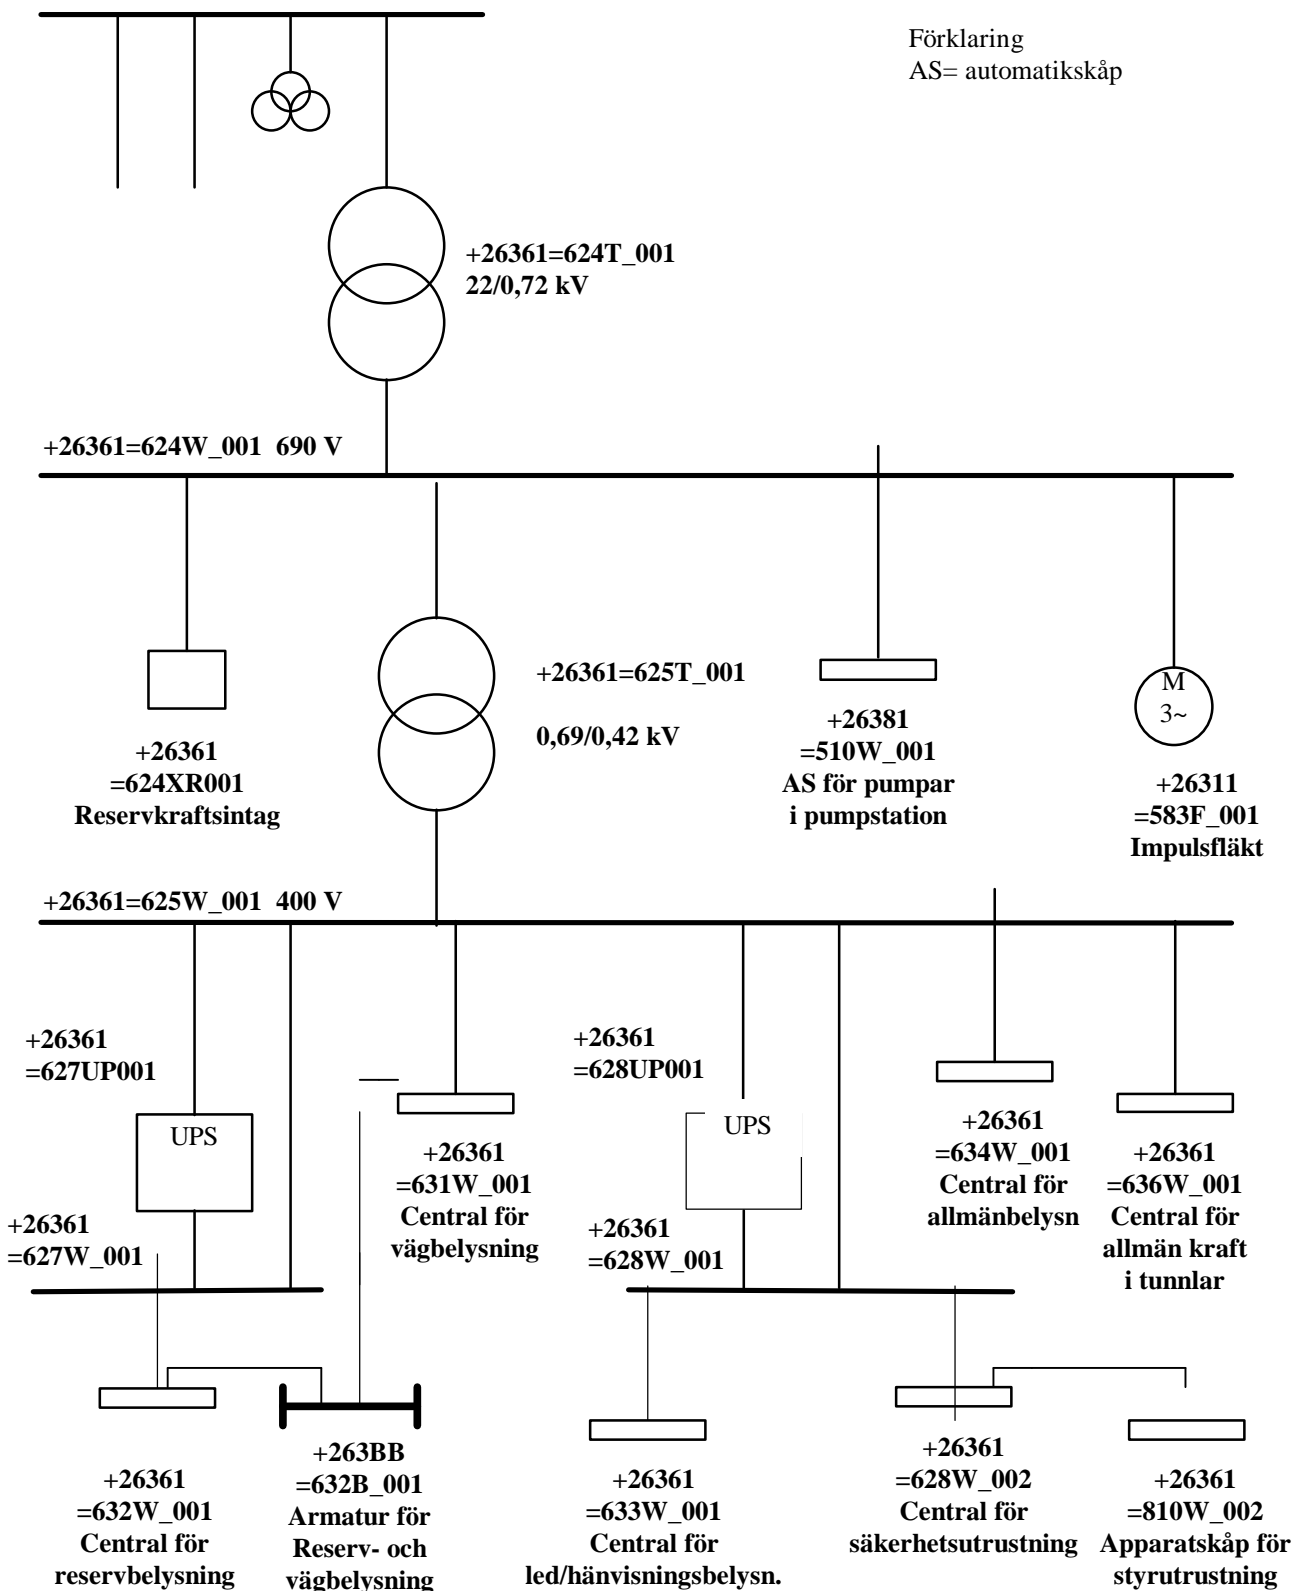 Förklaring
AS= automatikskåp
+26361=624T_001
22/0,72 kV
+26361=624W_001 690 V
+26361=625T_001
0,69/0,42 kV
+26361
=624XR001
Reservkraftsintag
+26381
=510W_001
AS för pumpar
i pumpstation
M
3~
+26311
=583F_001
Impulsfläkt
+26361=625W_001 400 V
+26361
=627UP001
UPS
+26361
=627W_001
+26361
=631W_001
Central för
vägbelysning
+26361
=628UP001
UPS
+26361
=628W_001
+26361
=634W_001
Central för
allmänbelysn
+26361
=636W_001
Central för
allmän kraft
i tunnlar
+26361
=632W_001
Central för
reservbelysning
+263BB
=632B_001
Armatur för
Reserv- och
vägbelysning
+26361
=633W_001
Central för
led/hänvisningsbelysn.
+26361
=628W_002
Central för
säkerhetsutrustning
+26361
=810W_002
Apparatskåp för
styrutrustning